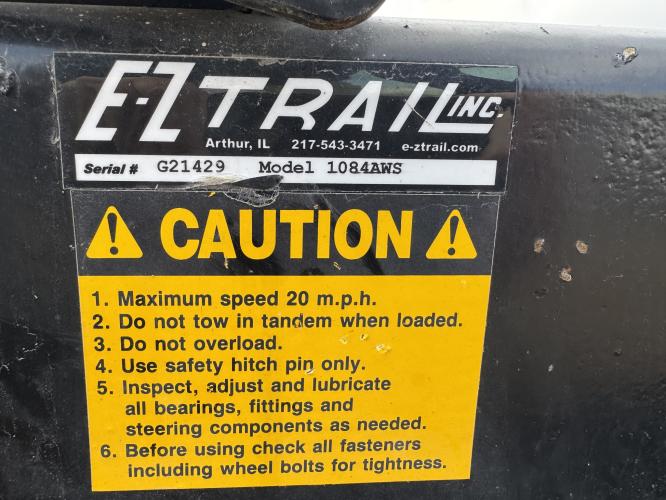 E-Z TRAIL INC.
Arthur, IL 217-543-3471 e-ztrail.com
Serial # G21429 Model 1084AWS
CAUTION
1. Maximum speed 20 m.p.h.
2. Do not tow in tandem when loaded.
3. Do not overload.
4. Use safety hitch pin only.
5. Inspect, adjust and lubricate
all bearings, fittings and
steering components as needed.
6. Before using check all fasteners
including wheel bolts for tightness.